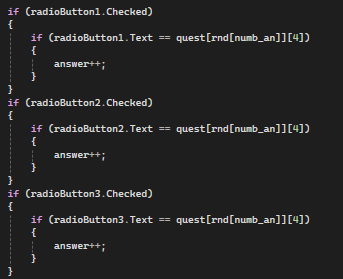 if (radioButton1.Checked)
{
    if (radioButton1.Text == quest[rnd[numb_an]][4])
    {
        answer++;
    }
}
if (radioButton2.Checked)
{
    if (radioButton2.Text == quest[rnd[numb_an]][4])
    {
        answer++;
    }
}
if (radioButton3.Checked)
{
    if (radioButton3.Text == quest[rnd[numb_an]][4])
    {
        answer++;
    }
}